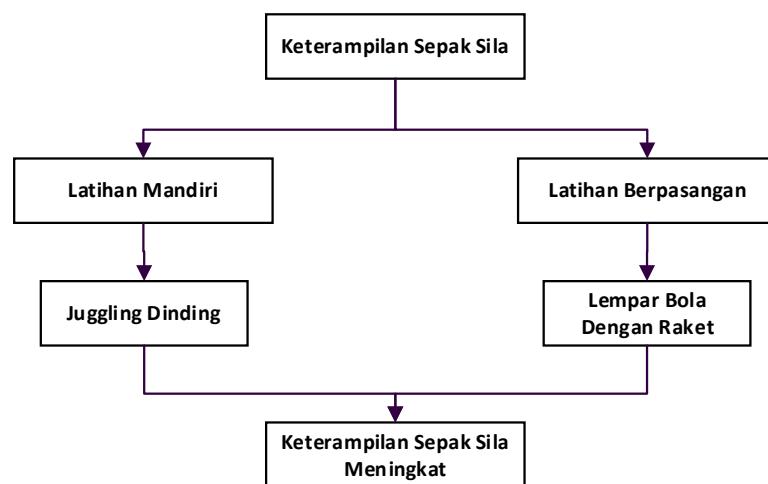 Keterampilan Sepak Sila
Latihan Mandiri
Latihan Berpasangan
Juggling Dinding
Lempar Bola
Dengan Raket
Keterampilan Sepak Sila
Meningkat